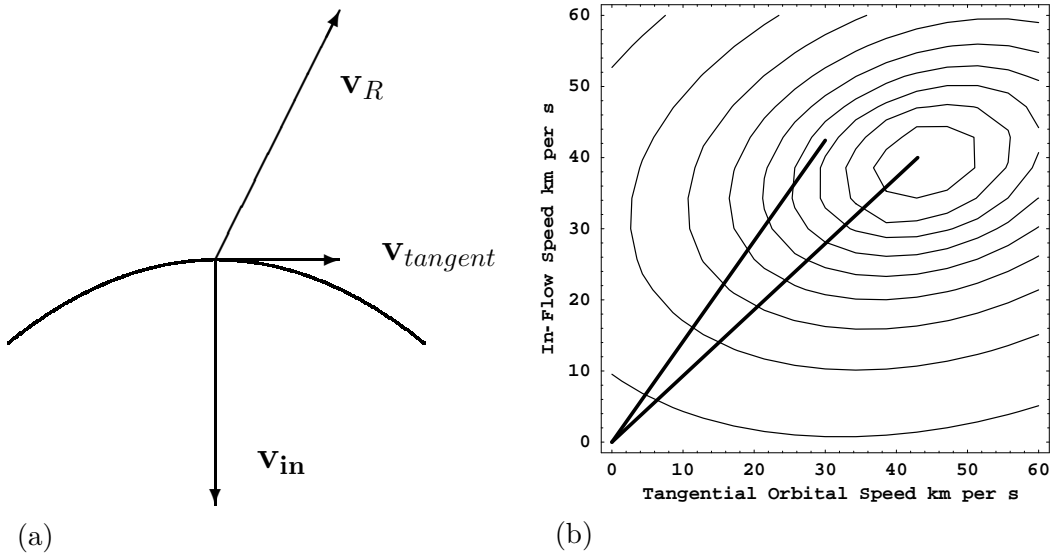 v_R
v_tangent
v_in
(a)
In-Flow Speed km per s
60
50
40
30
20
10
0
0 10 20 30 40 50 60
Tangential Orbital Speed km per s
(b)